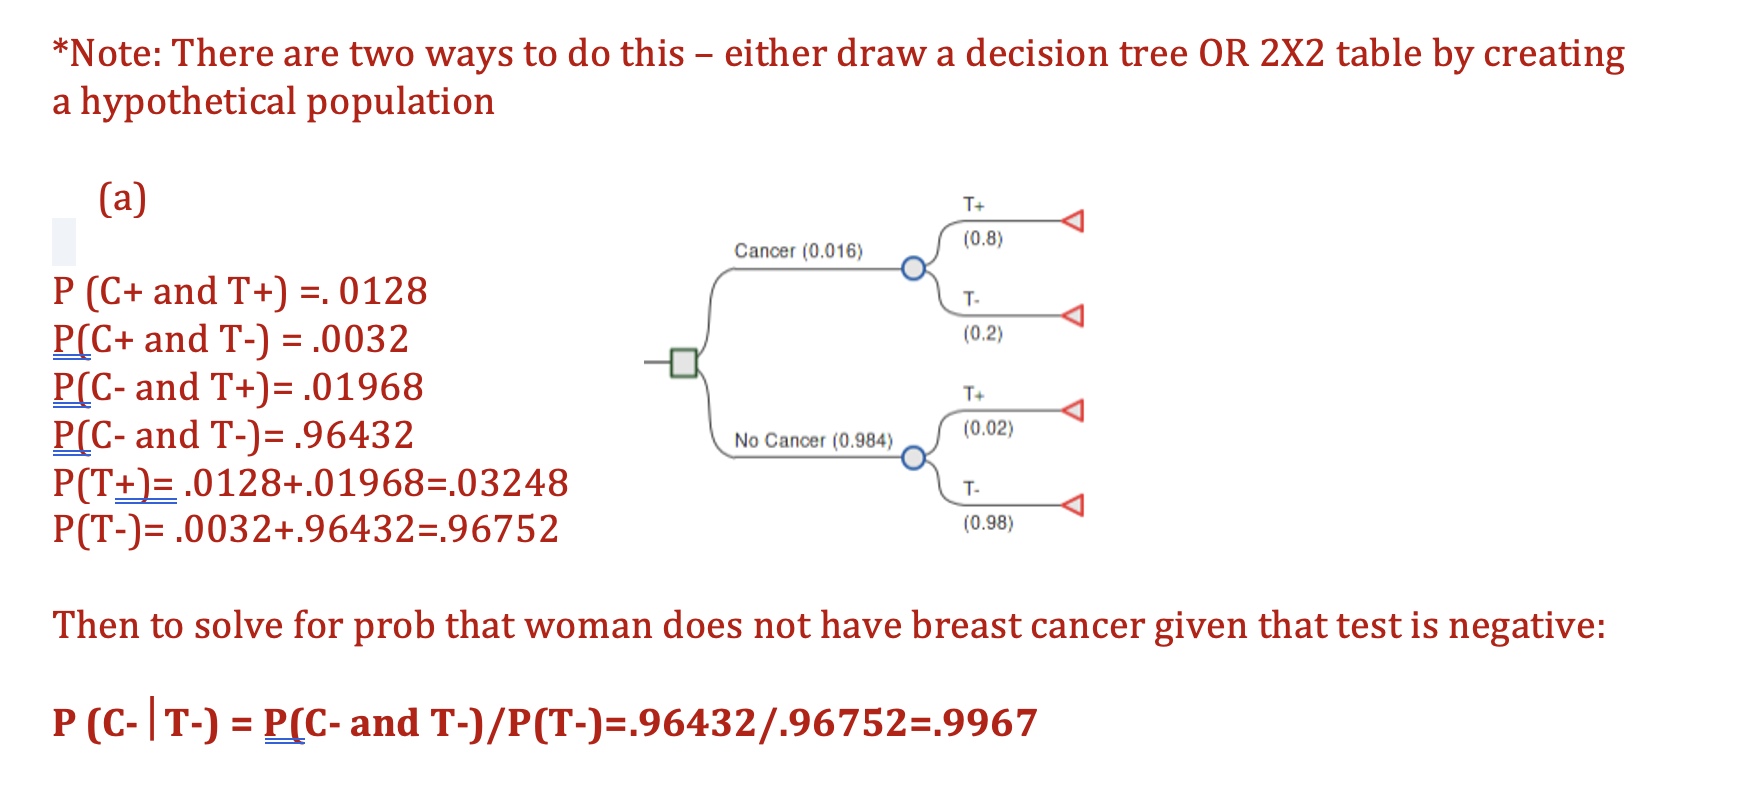 *Note: There are two ways to do this – either draw a decision tree OR 2X2 table by creating
a hypothetical population
(a)
P (C+ and T+) =. 0128
P(C+ and T-) = .0032
P(C- and T+)= .01968
P(C- and T-)= .96432
P(T+)= .0128+.01968=.03248
P(T-)= .0032+.96432=.96752
Cancer (0.016)
T+
(0.8)
T-
(0.2)
No Cancer (0.984)
T+
(0.02)
T-
(0.98)
Then to solve for prob that woman does not have breast cancer given that test is negative:
P (C-|T-) = P(C- and T-)/P(T-)=.96432/.96752=.9967